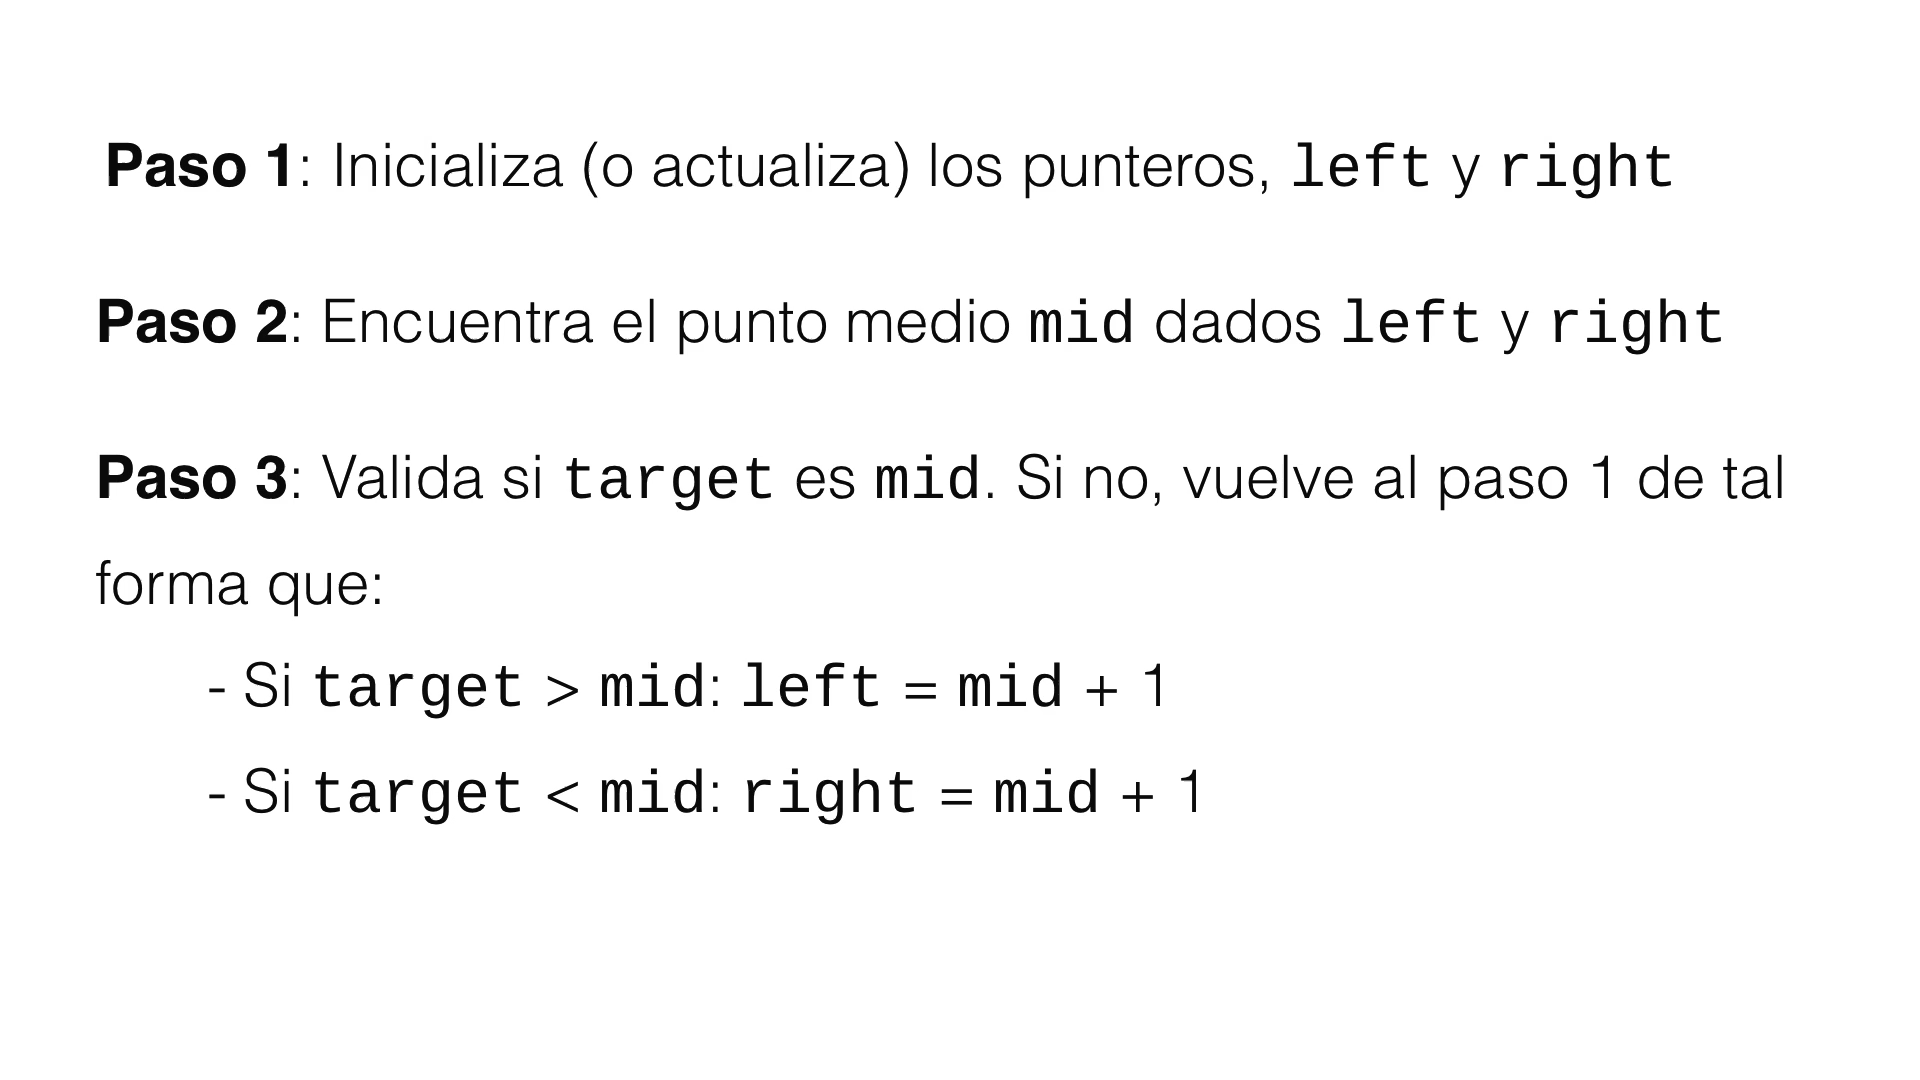 Paso 1: Inicializa (o actualiza) los punteros, left y right
Paso 2: Encuentra el punto medio mid dados left y right
Paso 3: Valida si target es mid. Si no, vuelve al paso 1 de tal
forma que:
- Si target > mid: left = mid + 1
- Si target < mid: right = mid + 1